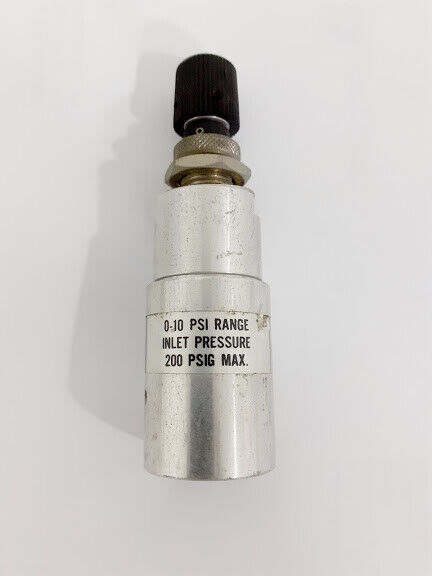 0-10 PSI RANGE
INLET PRESSURE
200 PSIG MAX.